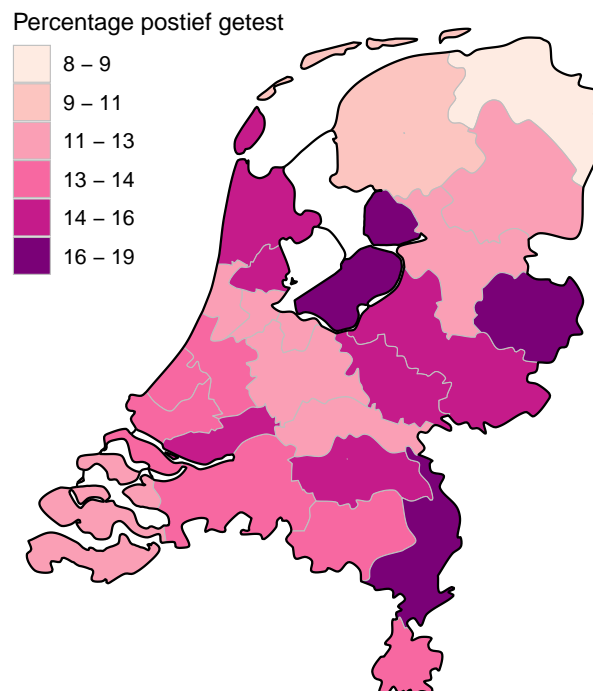 Percentage postief getest
8 – 9
9 – 11
11 – 13
13 – 14
14 – 16
16 – 19